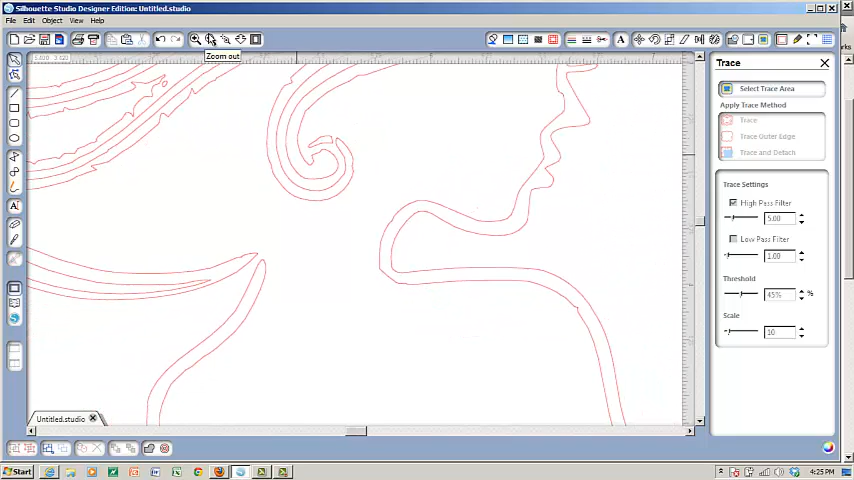 Silhouette Studio Designer Edition: Untitled.studio
File Edit Object View Help
Zoom out
Trace
Select Trace Area
Apply Trace Method
Trace
Trace Outer Edge
Trace and Detach
Trace Settings
High Pass Filter
5.00
Low Pass Filter
1.00
Threshold
45% %
Scale
10
Untitled.studio
Start
4:25 PM